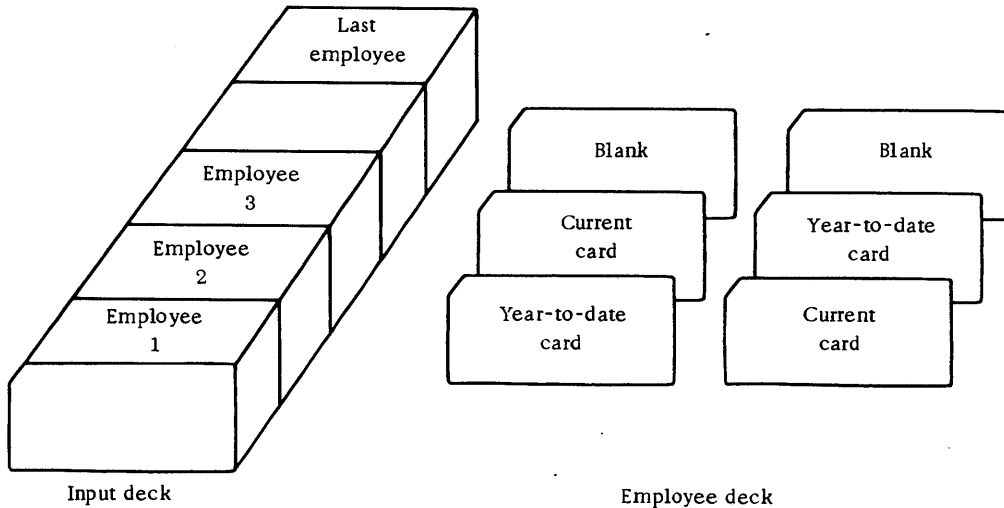 Last
employee
Employee
3
Employee
2
Employee
1
Input deck
Blank
Current
card
Year-to-date
card
Blank
Year-to-date
card
Current
card
Employee deck